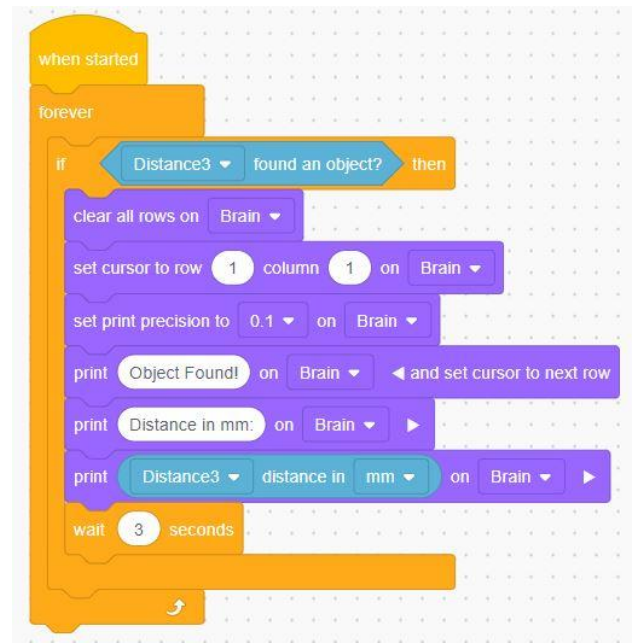 when started
forever
if Distance3 found an object? then
clear all rows on Brain
set cursor to row 1 column 1 on Brain
set print precision to 0.1 on Brain
print Object Found! on Brain and set cursor to next row
print Distance in mm: on Brain
print Distance3 distance in mm on Brain
wait 3 seconds